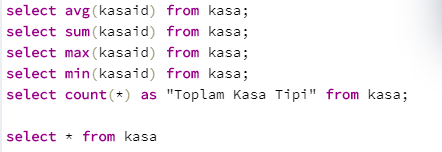 select avg(kasaid) from kasa;
select sum(kasaid) from kasa;
select max(kasaid) from kasa;
select min(kasaid) from kasa;
select count(*) as "Toplam Kasa Tipi" from kasa;
select * from kasa